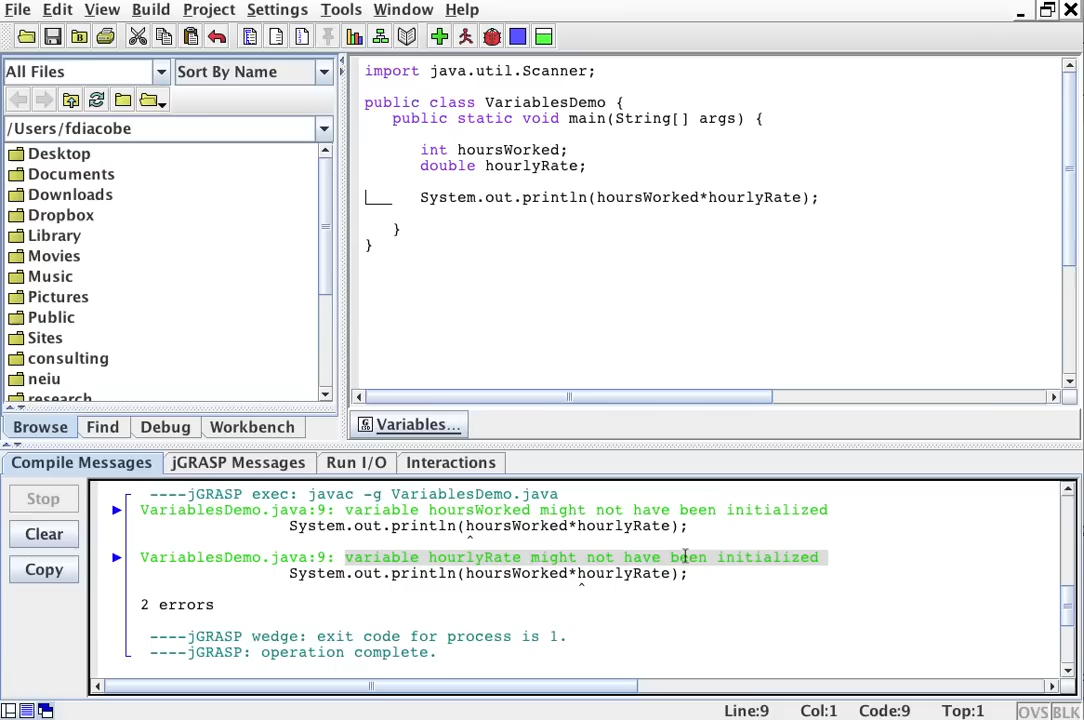 File Edit View Build Project Settings Tools Window Help
All Files
Sort By Name
/Users/fdiacobe
Desktop
Documents
Downloads
Dropbox
Library
Movies
Music
Pictures
Public
Sites
consulting
neiu
research
Browse Find Debug Workbench
import java.util.Scanner;
public class VariablesDemo {
public static void main(String[] args) {
int hoursWorked;
double hourlyRate;
System.out.println(hoursWorked*hourlyRate);
}
}
Variables...
Compile Messages jGRASP Messages Run I/O Interactions
Stop
Clear
Copy
----jGRASP exec: javac -g VariablesDemo.java
VariablesDemo.java:9: variable hoursWorked might not have been initialized
System.out.println(hoursWorked*hourlyRate);
^
VariablesDemo.java:9: variable hourlyRate might not have been initialized
System.out.println(hoursWorked*hourlyRate);
^
2 errors
----jGRASP wedge: exit code for process is 1.
----jGRASP: operation complete.
Line:9 Col:1 Code:9 Top:1 OVS BLK